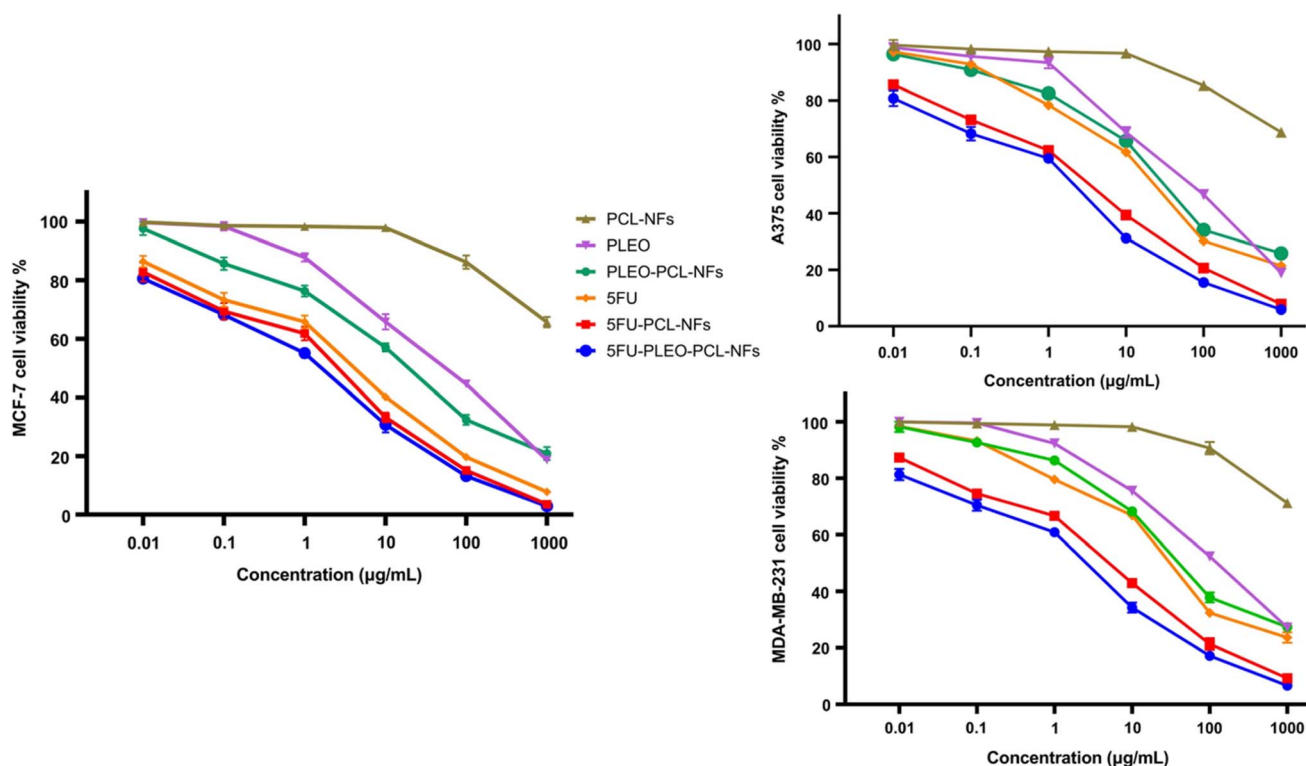 MCF-7 cell viability %
100
80
60
40
20
0
0.01 0.1 1 10 100 1000
Concentration (µg/mL)
PCL-NFs
PLEO
PLEO-PCL-NFs
5FU
5FU-PCL-NFs
5FU-PLEO-PCL-NFs
A375 cell viability %
100
80
60
40
20
0
0.01 0.1 1 10 100 1000
Concentration (µg/mL)
MDA-MB-231 cell viability %
100
80
60
40
20
0
0.01 0.1 1 10 100 1000
Concentration (µg/mL)